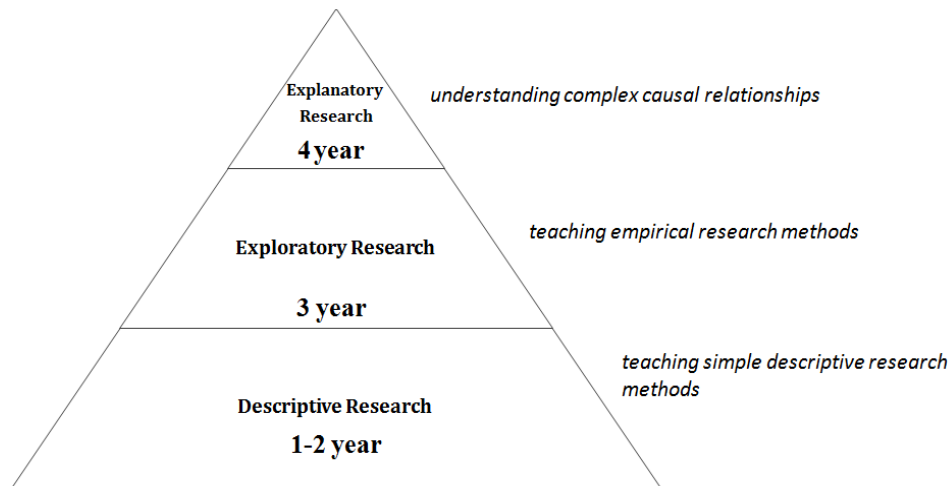 Explanatory
Research
4 year
understanding complex causal relationships
Exploratory Research
3 year
teaching empirical research methods
Descriptive Research
1-2 year
teaching simple descriptive research
methods